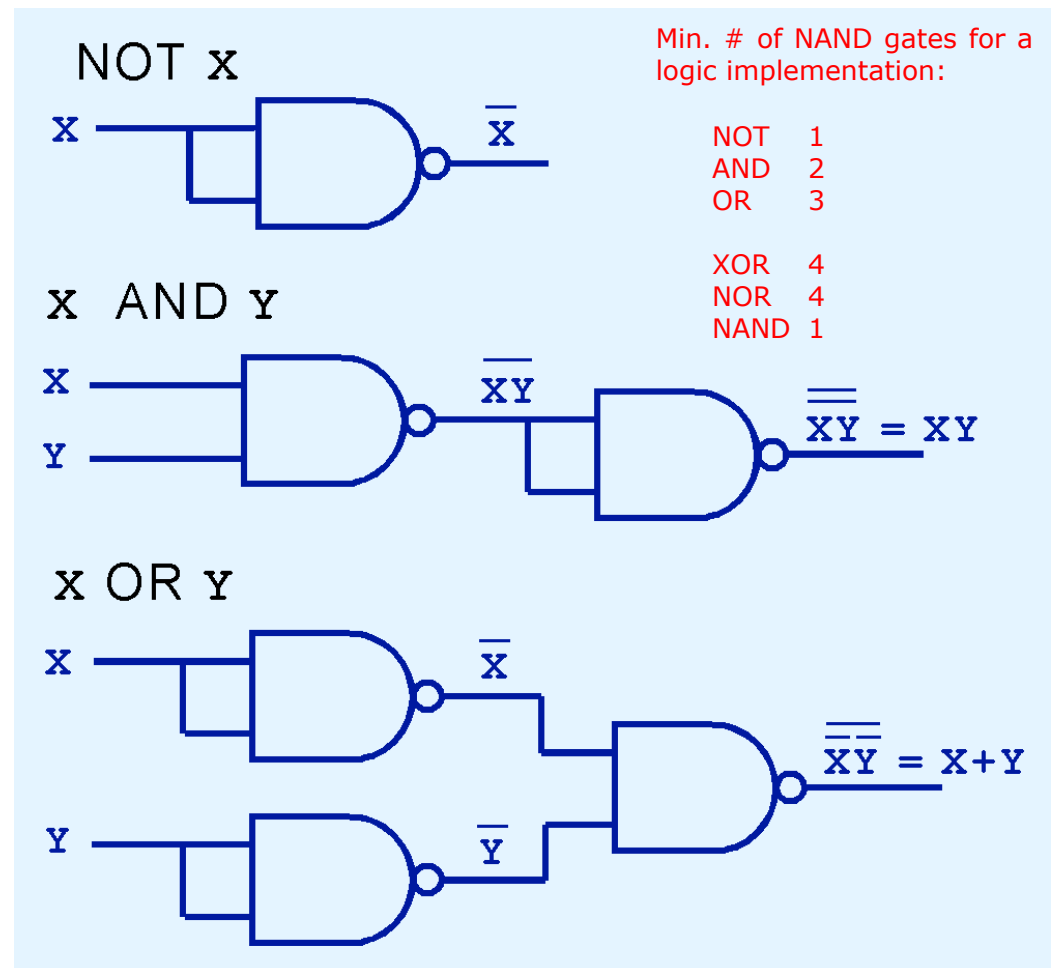 NOT X
Min. # of NAND gates for a
logic implementation:
X
X̅
NOT 1
AND 2
OR 3
XOR 4
NOR 4
NAND 1
X AND Y
X
Y
X̅Y̅
X̿Y̿ = XY
X OR Y
X
X̅
Y
Y̅
X̿Y̿ = X+Y